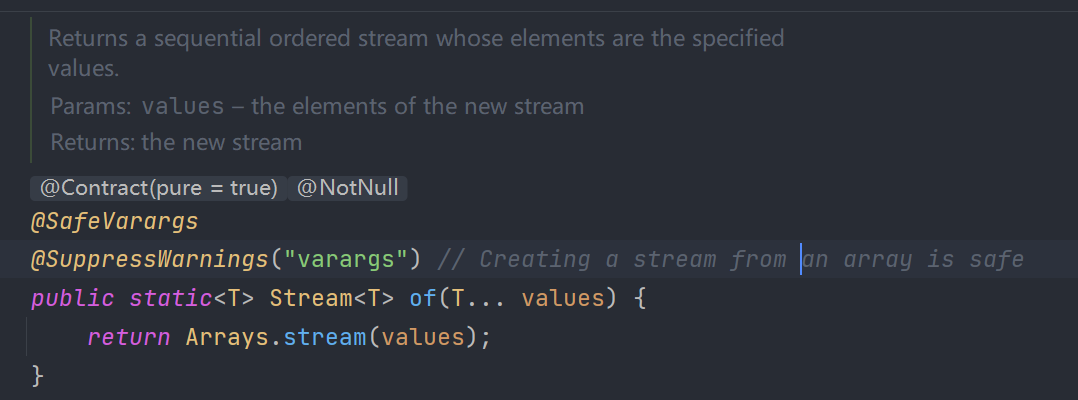 Returns a sequential ordered stream whose elements are the specified
values.
Params: values – the elements of the new stream
Returns: the new stream
@Contract(pure = true) @NotNull
@SafeVarargs
@SuppressWarnings("varargs") // Creating a stream from an array is safe
public static<T> Stream<T> of(T... values) {
    return Arrays.stream(values);
}